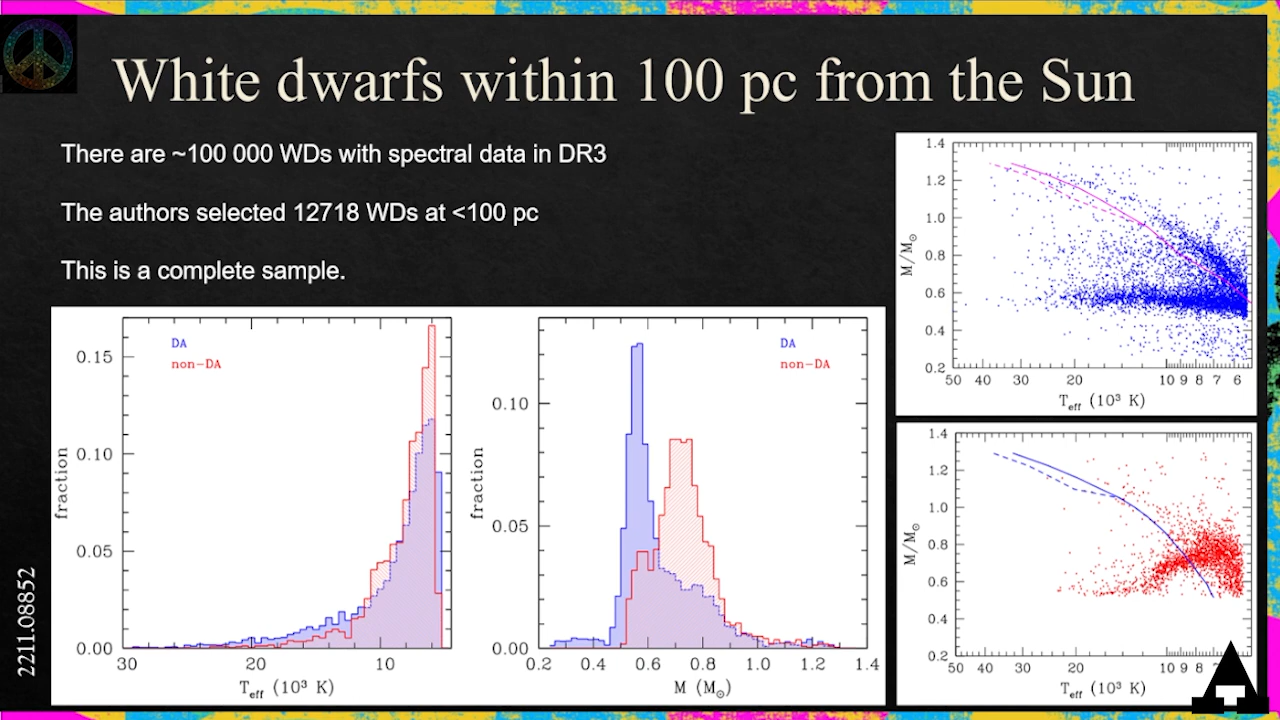 White dwarfs within 100 pc from the Sun
There are ~100 000 WDs with spectral data in DR3
The authors selected 12718 WDs at <100 pc
This is a complete sample.
2211.08852
DA
non-DA
0.15
0.10
0.05
0.00
fraction
30 20 10
Teff (10³ K)
DA
non-DA
0.10
0.05
0.00
fraction
0.2 0.4 0.6 0.8 1.0 1.2 1.4
M (M⊙)
1.4
1.2
1.0
0.8
0.6
0.4
0.2
M/M⊙
50 40 30 20 10 9 8 7 6
Teff (10³ K)
1.4
1.2
1.0
0.8
0.6
0.4
0.2
M/M⊙
50 40 30 20 10 9 8
Teff (10³ K)